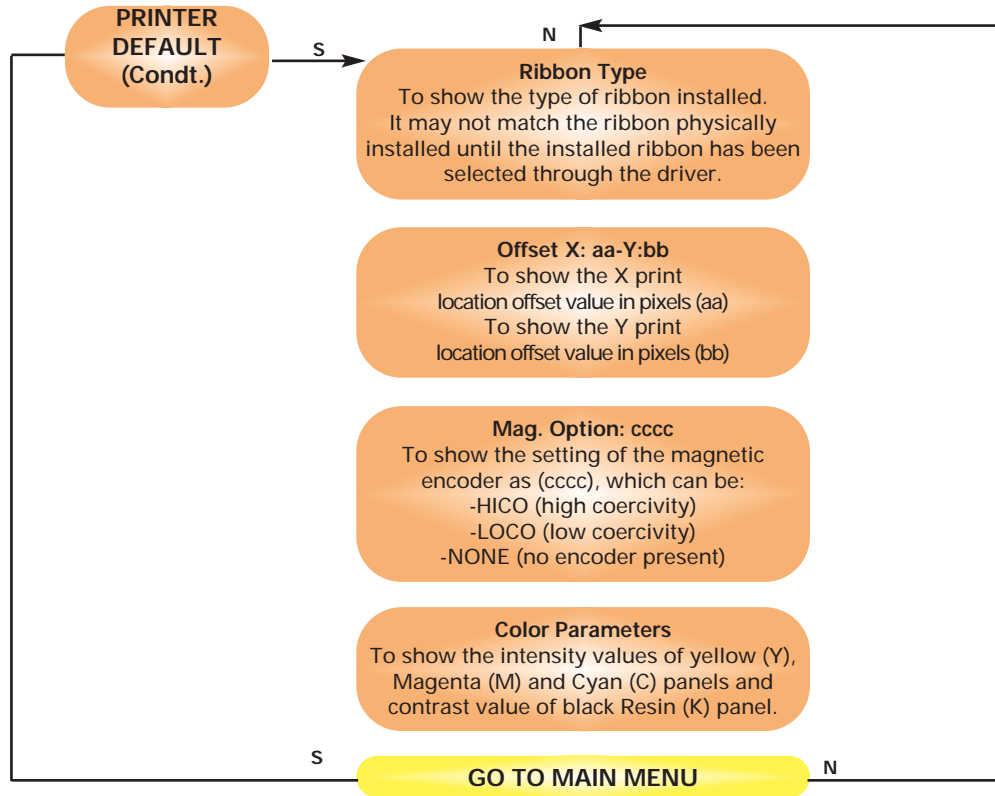 PRINTER
DEFAULT
(Condt.)
S
N
Ribbon Type
To show the type of ribbon installed.
It may not match the ribbon physically
installed until the installed ribbon has been
selected through the driver.
Offset X: aa-Y:bb
To show the X print
location offset value in pixels (aa)
To show the Y print
location offset value in pixels (bb)
Mag. Option: cccc
To show the setting of the magnetic
encoder as (cccc), which can be:
-HICO (high coercivity)
-LOCO (low coercivity)
-NONE (no encoder present)
Color Parameters
To show the intensity values of yellow (Y),
Magenta (M) and Cyan (C) panels and
contrast value of black Resin (K) panel.
S
GO TO MAIN MENU
N